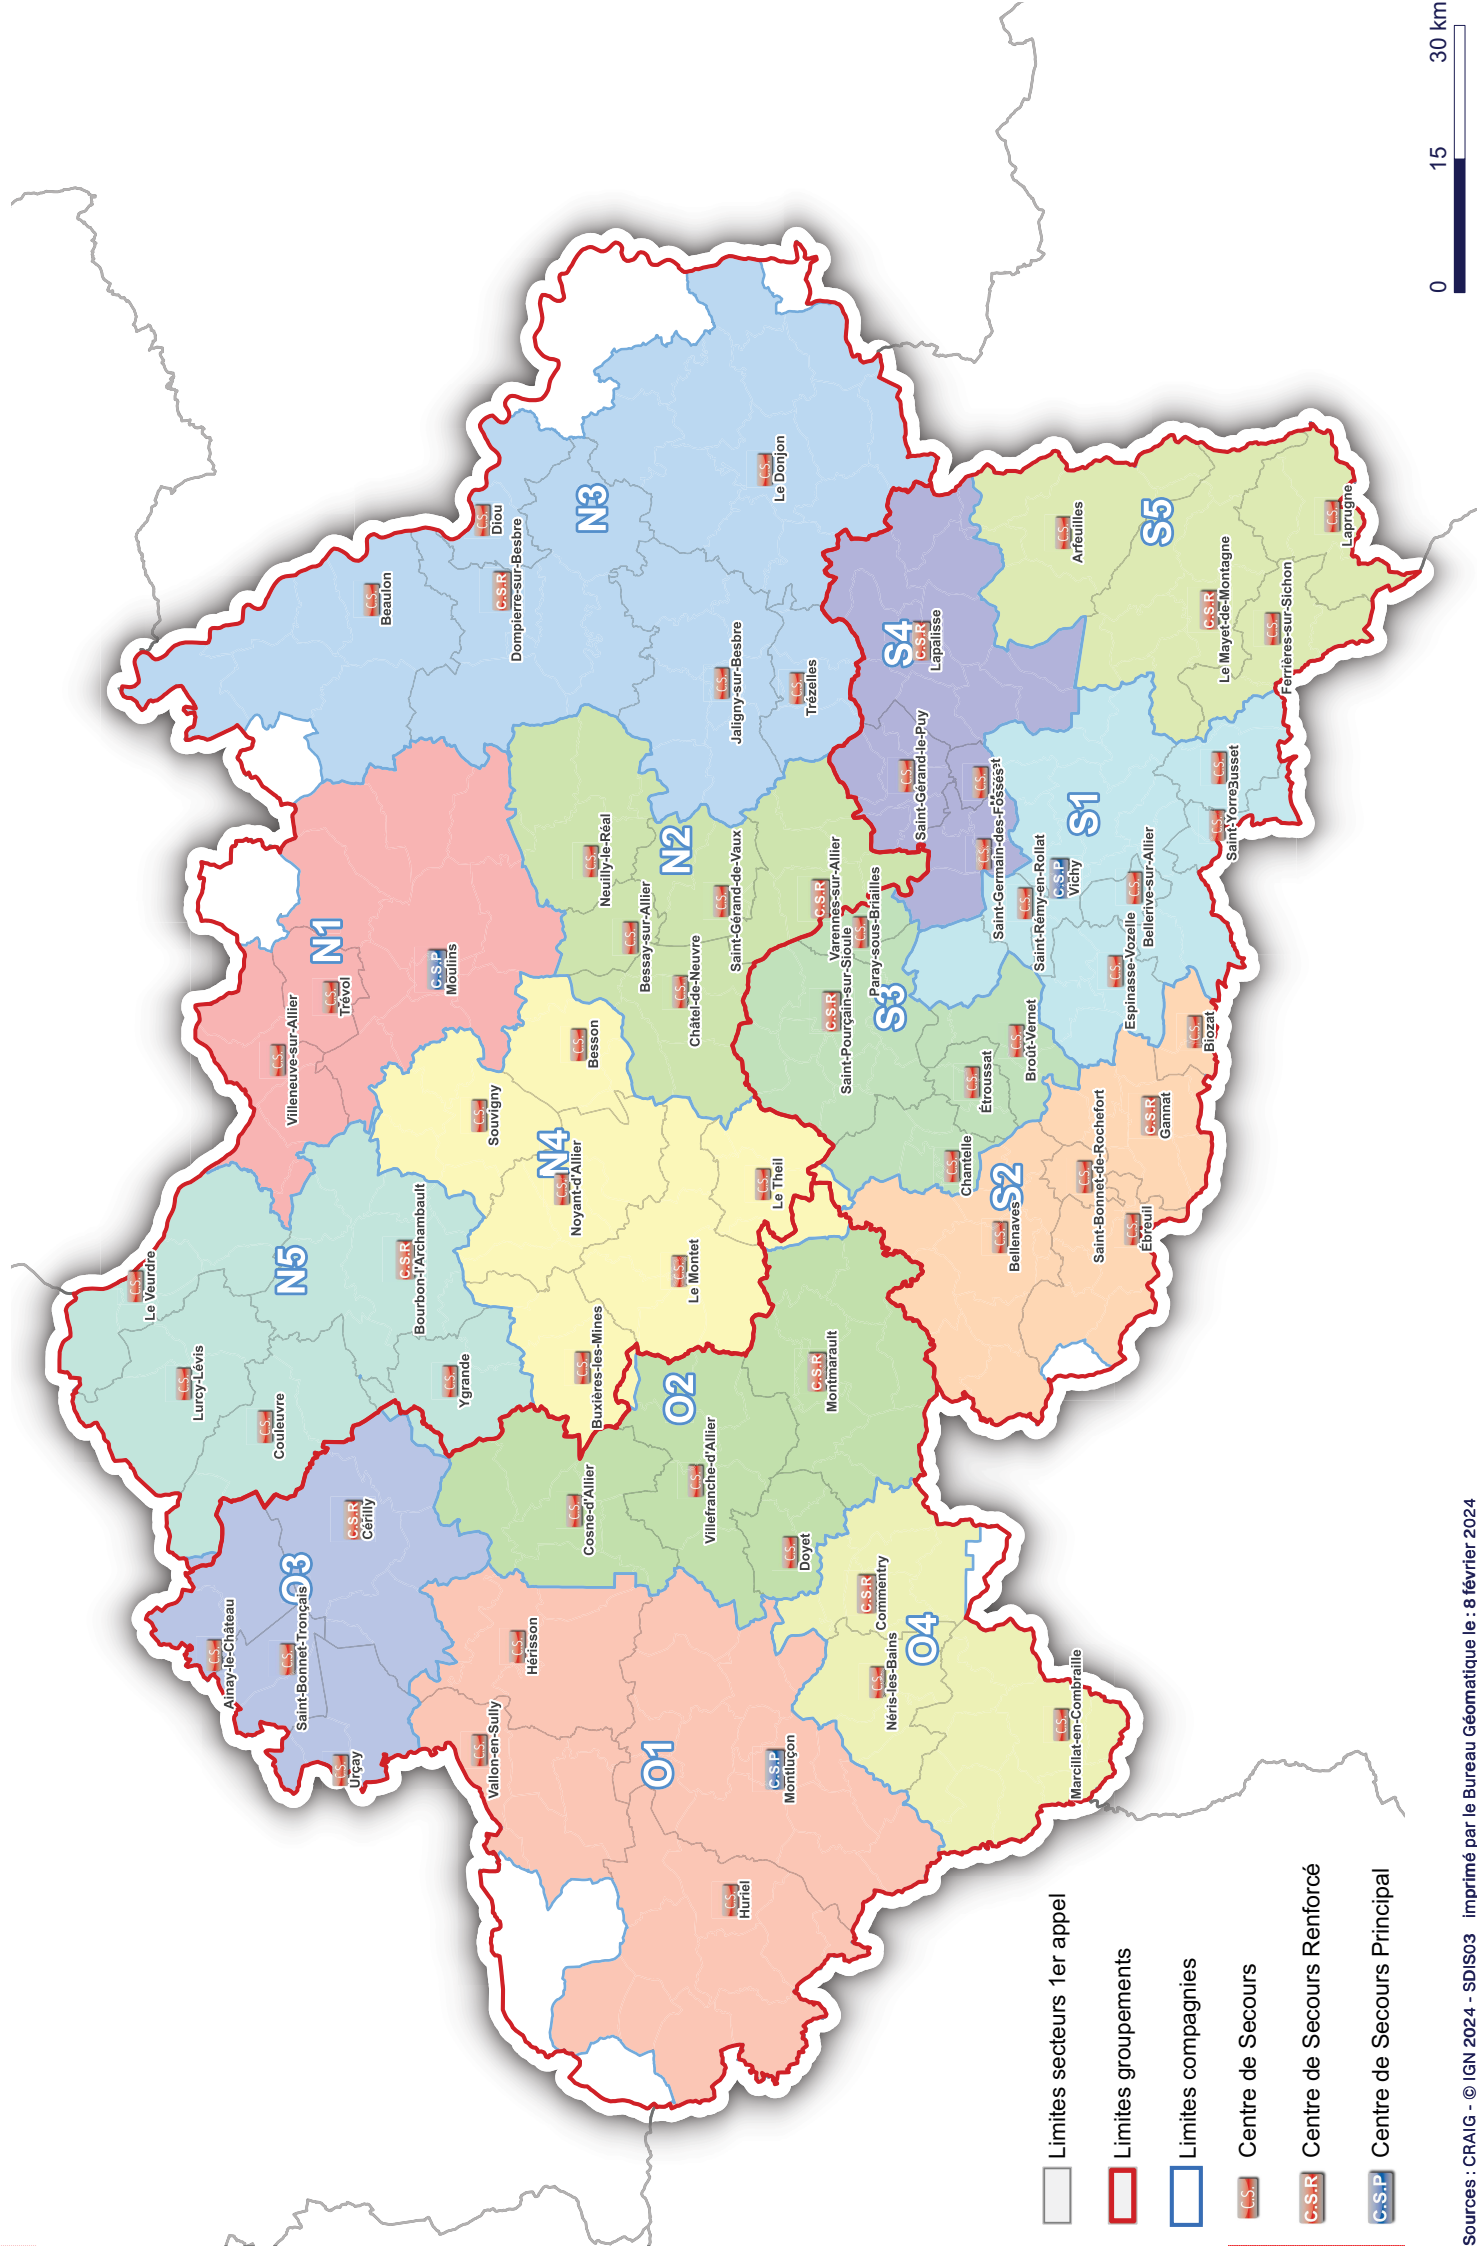 Le Veurdre
C.S.
Lurcy-Lévis
C.S.
Couleuvre
C.S.
N5
Bourbon-l'Archambault
C.S.R
Ygrande
C.S.
Villeneuve-sur-Allier
C.S.
Trévol
C.S.
N1
C.S.P
Moulins
C.S.
Beaulon
C.S.
Diou
C.S.R
Dompierre-sur-Besbre
N3
C.S.
Le Donjon
C.S.
Jaligny-sur-Besbre
C.S.
Trézelles
C.S.
Ainay-le-Château
C.S.
Saint-Bonnet-Tronçais
O3
C.S.R
Cérilly
C.S.
Urçay
C.S.
Vallon-en-Sully
C.S.
Hérisson
O1
C.S.P
Montluçon
C.S.
Huriel
C.S.
Cosne-d'Allier
O2
C.S.
Villefranche-d'Allier
C.S.
Doyet
C.S.R
Montmarault
C.S.
Buxières-les-Mines
C.S.
Souvigny
C.S.
Besson
N4
C.S.
Noyant-d'Allier
C.S.
Le Montet
C.S.
Le Theil
C.S.
Neuilly-le-Réal
C.S.
Bessay-sur-Allier
N2
C.S.
Châtel-de-Neuvre
C.S.
Saint-Gérand-de-Vaux
C.S.R
Varennes-sur-Allier
C.S.
Paray-sous-Briailles
C.S.R
Saint-Pourçain-sur-Sioule
S3
C.S.
Étroussat
C.S.
Broût-Vernet
C.S.
Chantelle
S4
C.S.R
Lapalisse
C.S.
Saint-Gérand-le-Puy
C.S.
C.S.
Saint-Germain-des-Fossés
C.S.
Saint-Rémy-en-Rollat
C.S.P
Vichy
S1
C.S.
Bellerive-sur-Allier
C.S.
Espinasse-Vozelle
C.S.
Saint-Yorre
C.S.
Busset
C.S.
Arfeuilles
S5
C.S.R
Le Mayet-de-Montagne
C.S.
Ferrières-sur-Sichon
C.S.
Laprugne
S2
C.S.
Bellenaves
C.S.
Saint-Bonnet-de-Rochefort
C.S.
Ébreuil
C.S.R
Gannat
C.S.
Biozat
C.S.R
Commentry
C.S.
Néris-les-Bains
O4
C.S.
Marcillat-en-Combraille
Limites secteurs 1er appel
Limites groupements
Limites compagnies
C.S. Centre de Secours
C.S.R Centre de Secours Renforcé
C.S.P Centre de Secours Principal
0 15 30 km
Sources : CRAIG - © IGN 2024 - SDIS03 imprimé par le Bureau Géomatique le : 8 février 2024